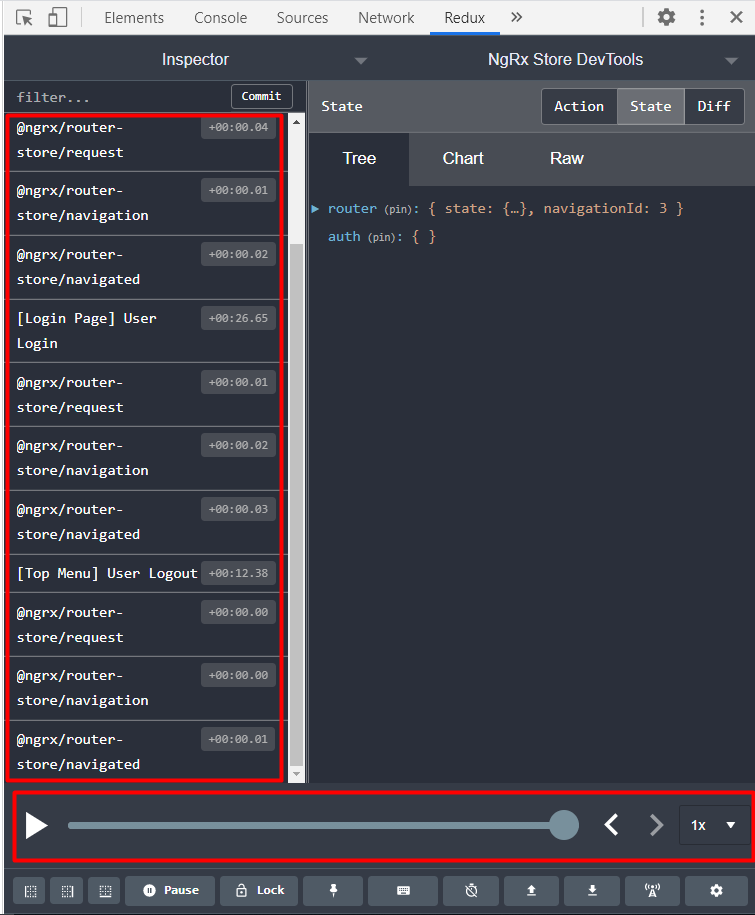 Elements Console Sources Network Redux
Inspector NgRx Store DevTools
filter... Commit
State Action State Diff
@ngrx/router- +00:00.04
store/request
Tree Chart Raw
@ngrx/router- +00:00.01
store/navigation
router (pin): { state: {…}, navigationId: 3 }
auth (pin): { }
@ngrx/router- +00:00.02
store/navigated
[Login Page] User +00:26.65
Login
@ngrx/router- +00:00.01
store/request
@ngrx/router- +00:00.02
store/navigation
@ngrx/router- +00:00.03
store/navigated
[Top Menu] User Logout +00:12.38
@ngrx/router- +00:00.00
store/request
@ngrx/router- +00:00.00
store/navigation
@ngrx/router- +00:00.01
store/navigated
1x
Pause Lock